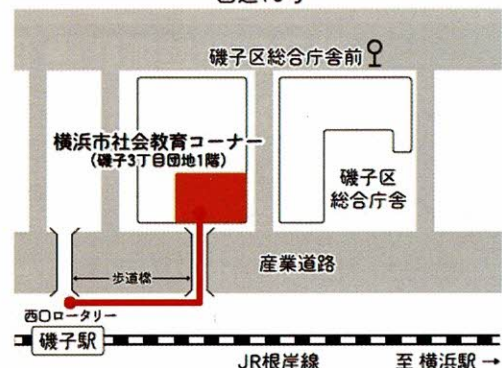 磯子区総合庁舎前
横浜市社会教育コーナー
(磯子3丁目団地1階)
磯子区
総合庁舎
産業道路
歩道橋
西口ロータリー
磯子駅
JR根岸線
至 横浜駅→